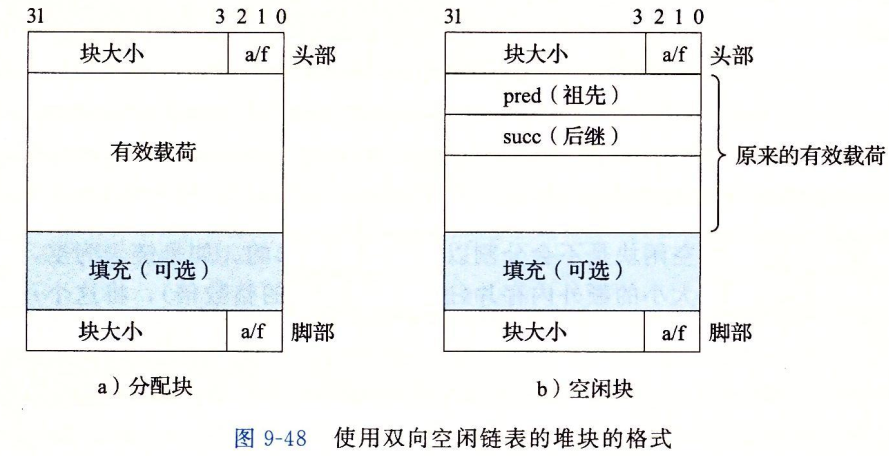 31 3 2 1 0
块大小 a/f 头部
有效载荷
填充（可选）
块大小 a/f 脚部
a）分配块
31 3 2 1 0
块大小 a/f 头部
pred（祖先）
succ（后继）
原来的有效载荷
填充（可选）
块大小 a/f 脚部
b）空闲块
图 9-48 使用双向空闲链表的堆块的格式